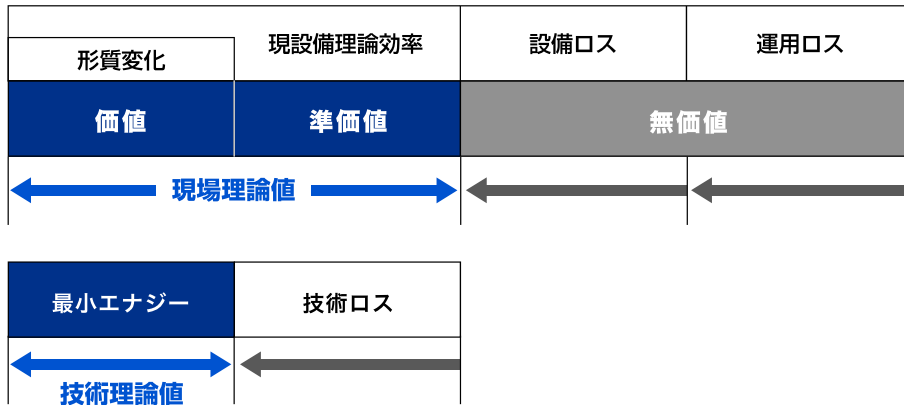 形質変化
現設備理論効率
設備ロス
運用ロス
価値
準価値
無価値
現場理論値
最小エナジー
技術ロス
技術理論値